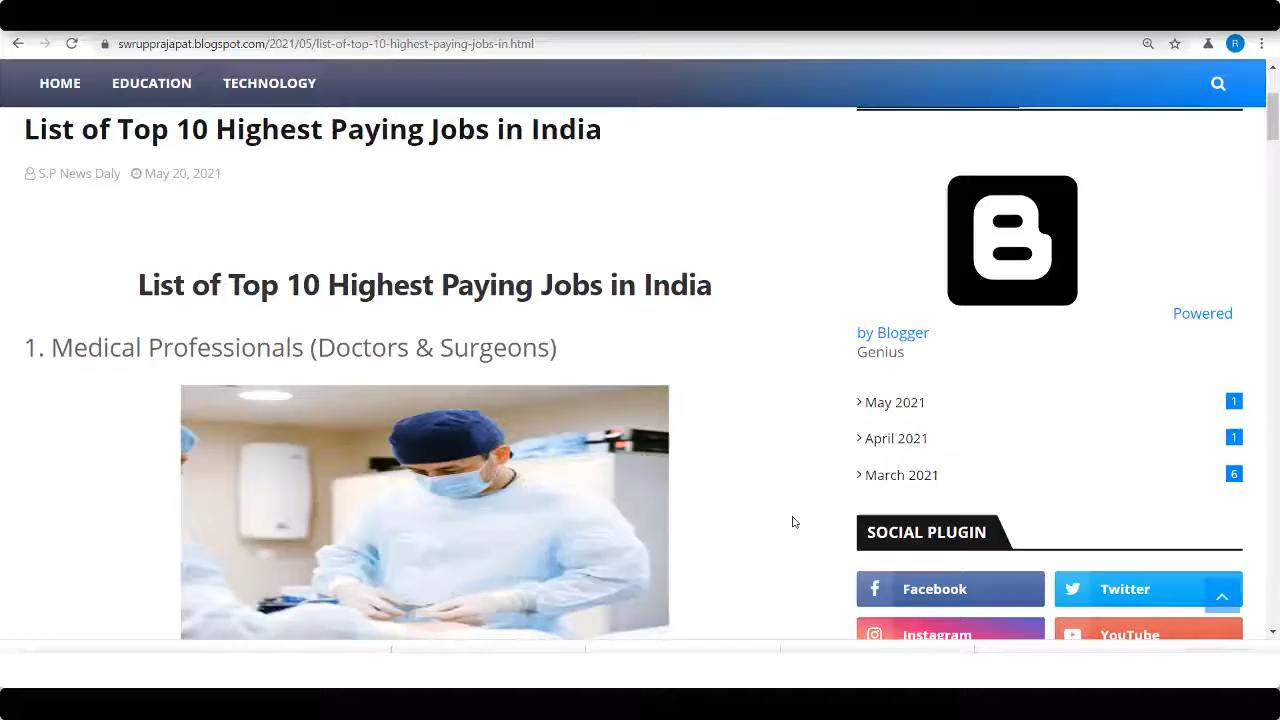 swrupprajapat.blogspot.com/2021/05/list-of-top-10-highest-paying-jobs-in.html
R
HOME EDUCATION TECHNOLOGY
List of Top 10 Highest Paying Jobs in India
S.P News Daly May 20, 2021
List of Top 10 Highest Paying Jobs in India
1. Medical Professionals (Doctors & Surgeons)
Powered
by Blogger
Genius
May 2021 1
April 2021 1
March 2021 6
SOCIAL PLUGIN
Facebook Twitter
Instagram YouTube